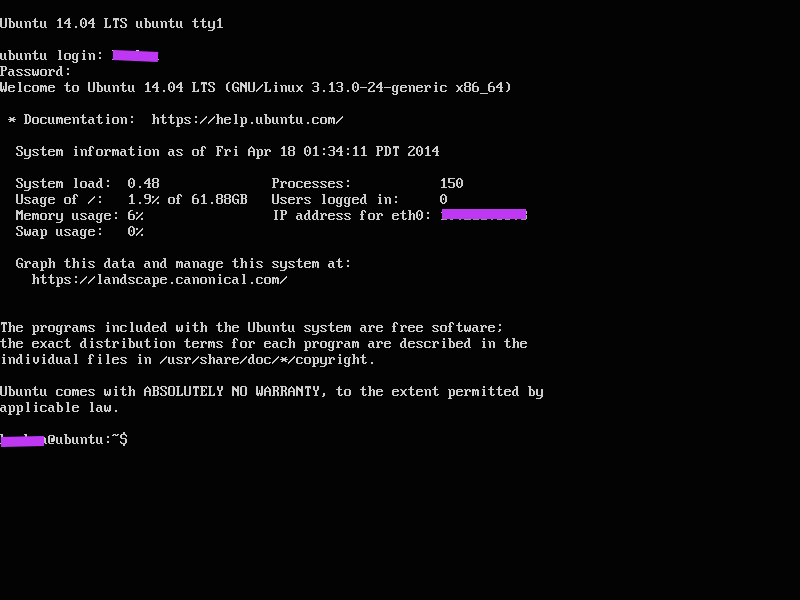 Ubuntu 14.04 LTS ubuntu tty1
ubuntu login:
Password:
Welcome to Ubuntu 14.04 LTS (GNU/Linux 3.13.0-24-generic x86_64)
* Documentation:  https://help.ubuntu.com/
System information as of Fri Apr 18 01:34:11 PDT 2014
System load:  0.48              Processes:           150
Usage of /:   1.9% of 61.88GB   Users logged in:     0
Memory usage: 6%                IP address for eth0:
Swap usage:   0%
Graph this data and manage this system at:
https://landscape.canonical.com/
The programs included with the Ubuntu system are free software;
the exact distribution terms for each program are described in the
individual files in /usr/share/doc/*/copyright.
Ubuntu comes with ABSOLUTELY NO WARRANTY, to the extent permitted by
applicable law.
@ubuntu:~$